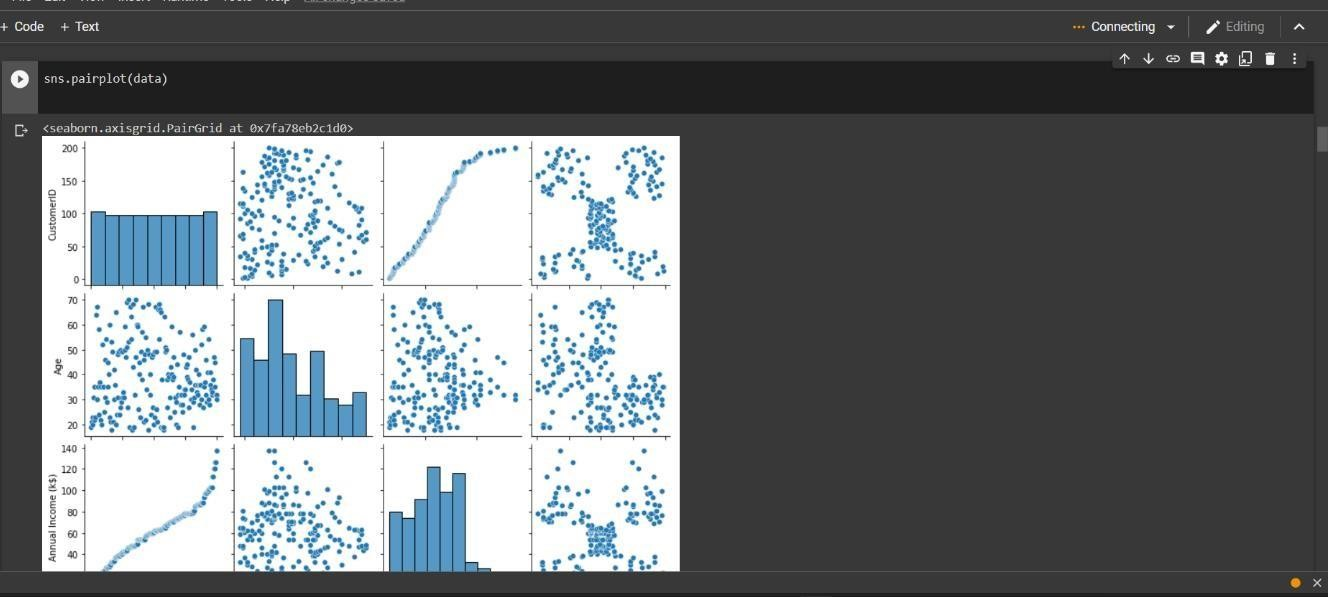 + Code + Text
Connecting
Editing
sns.pairplot(data)
<seaborn.axisgrid.PairGrid at 0x7fa78eb2c1d0>
200
150
100
50
0
CustomerID
70
60
50
40
30
20
Age
140
120
100
80
60
40
Annual Income (k$)